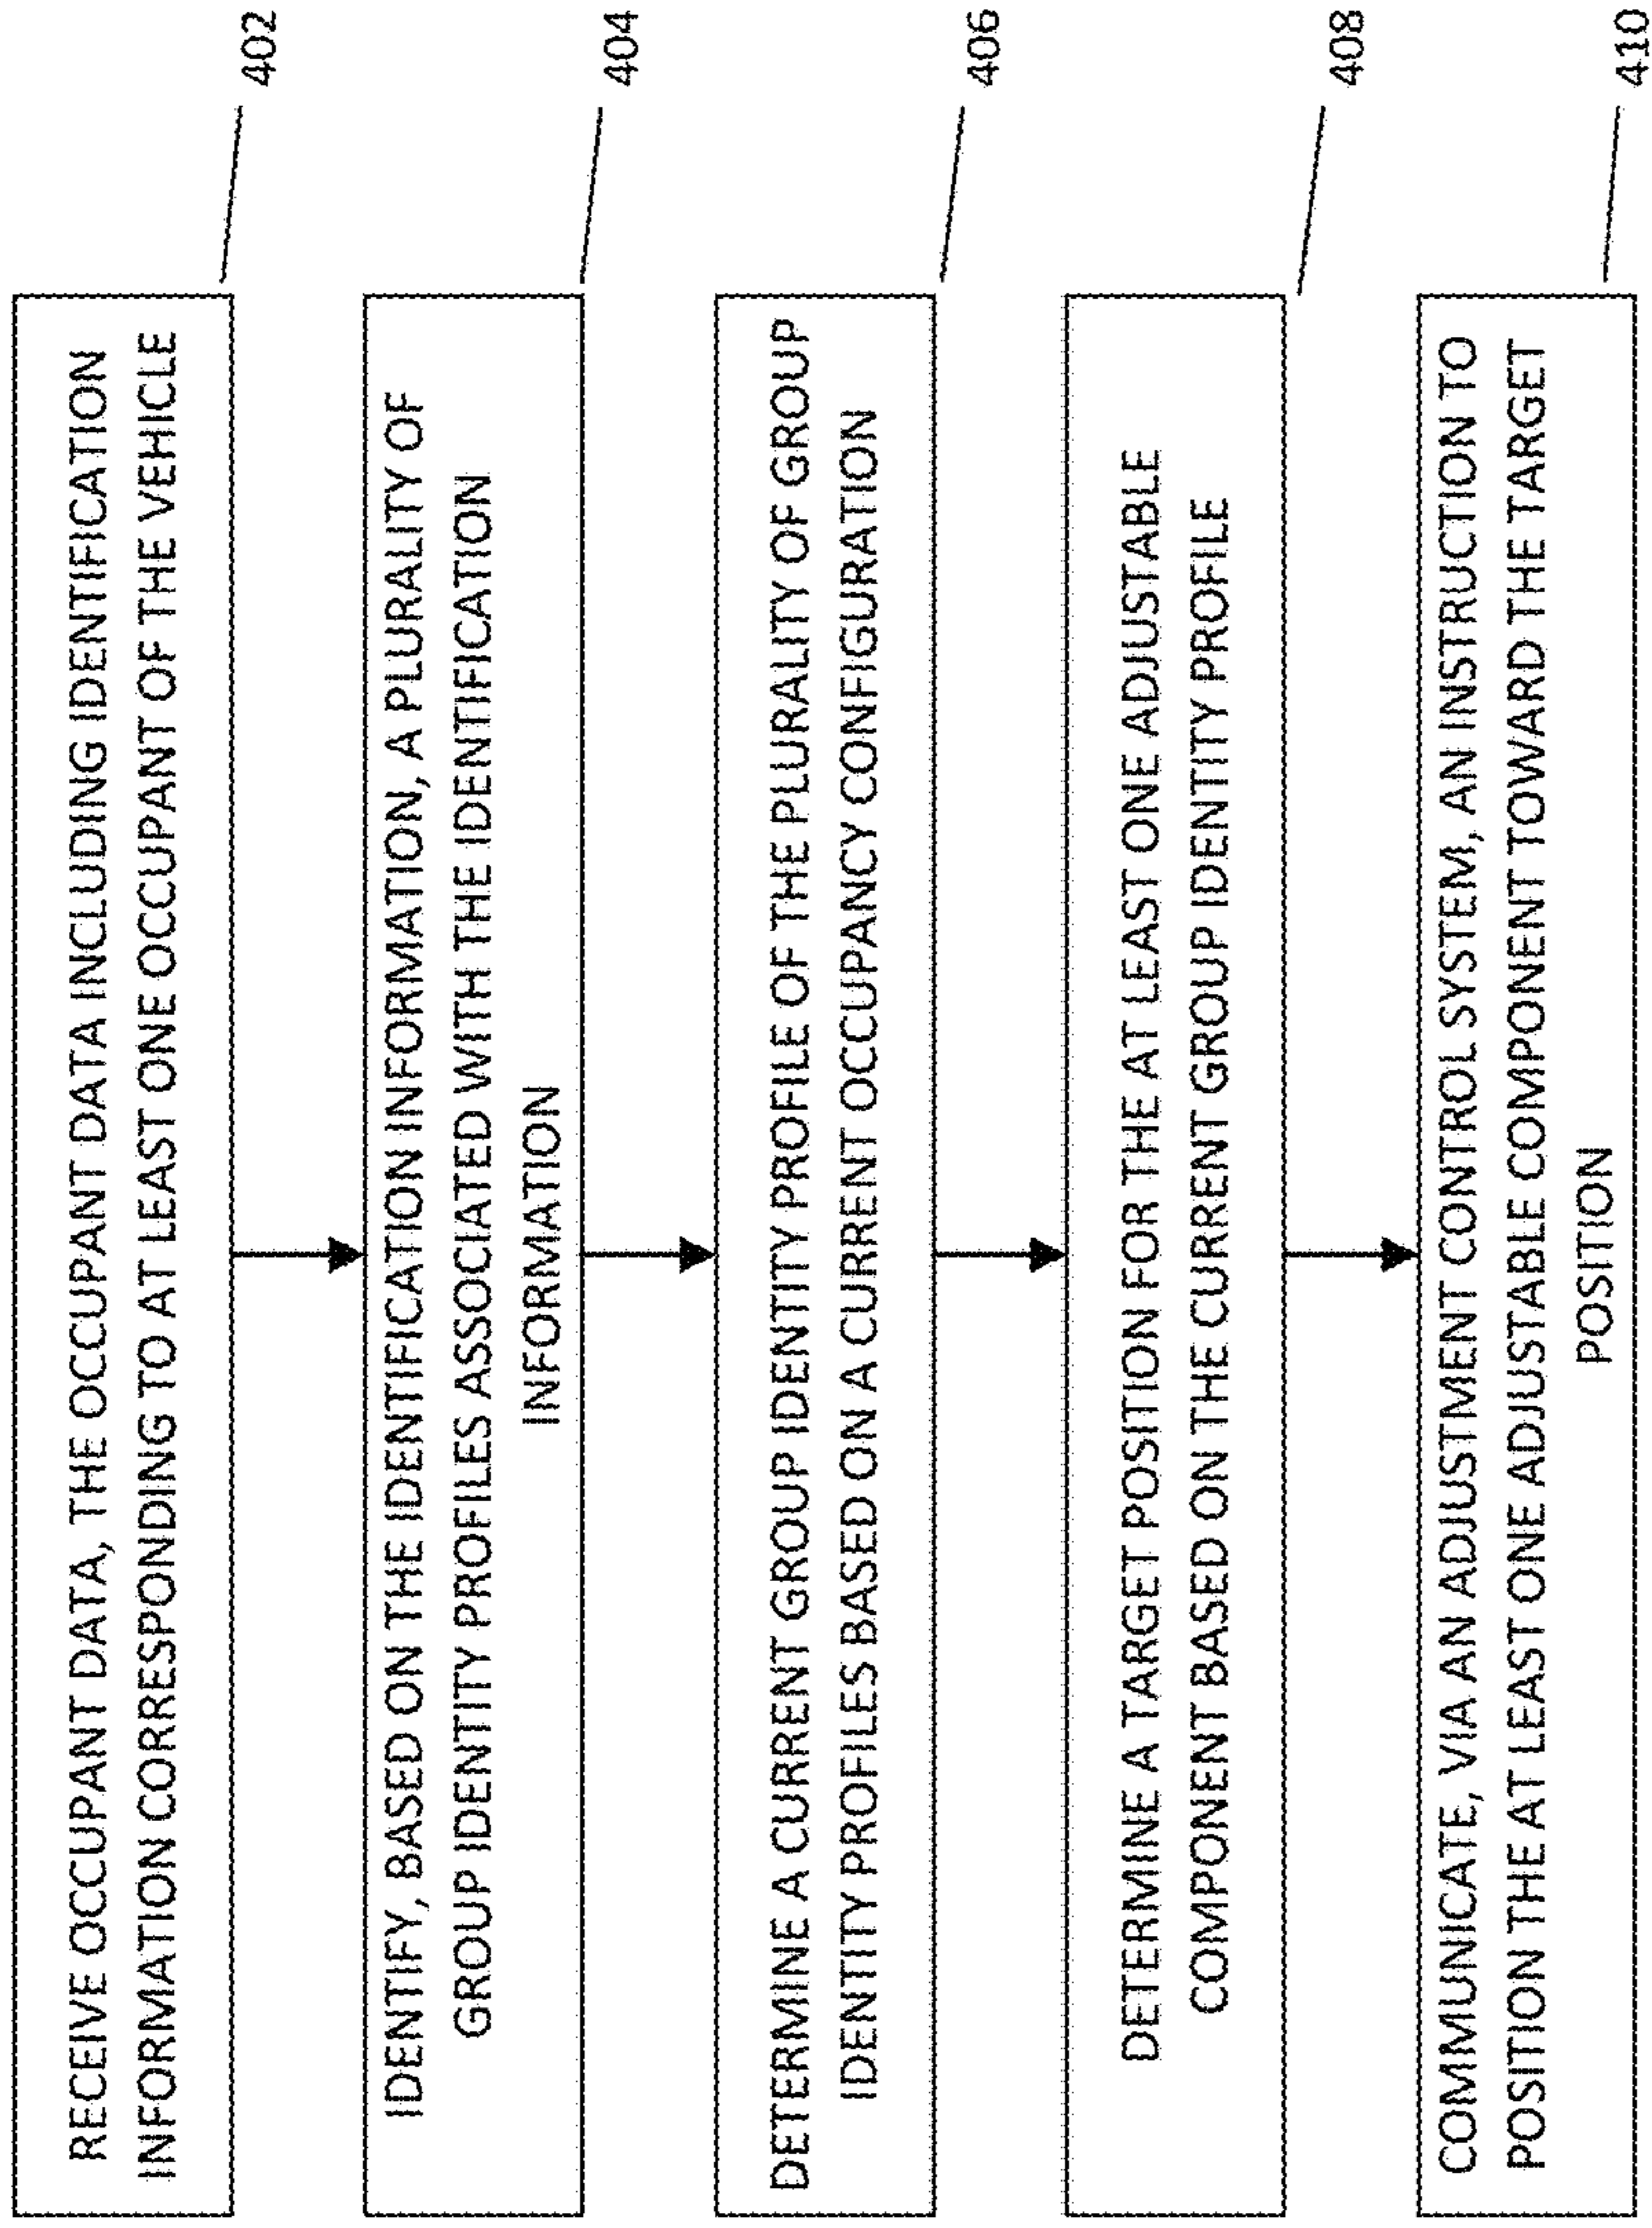 RECEIVE OCCUPANT DATA, THE OCCUPANT DATA INCLUDING IDENTIFICATION
INFORMATION CORRESPONDING TO AT LEAST ONE OCCUPANT OF THE VEHICLE
402
IDENTIFY, BASED ON THE IDENTIFICATION INFORMATION, A PLURALITY OF
GROUP IDENTITY PROFILES ASSOCIATED WITH THE IDENTIFICATION
INFORMATION
404
DETERMINE A CURRENT GROUP IDENTITY PROFILE OF THE PLURALITY OF GROUP
IDENTITY PROFILES BASED ON A CURRENT OCCUPANCY CONFIGURATION
406
DETERMINE A TARGET POSITION FOR THE AT LEAST ONE ADJUSTABLE
COMPONENT BASED ON THE CURRENT GROUP IDENTITY PROFILE
408
COMMUNICATE, VIA AN ADJUSTMENT CONTROL SYSTEM, AN INSTRUCTION TO
POSITION THE AT LEAST ONE ADJUSTABLE COMPONENT TOWARD THE TARGET
POSITION
410